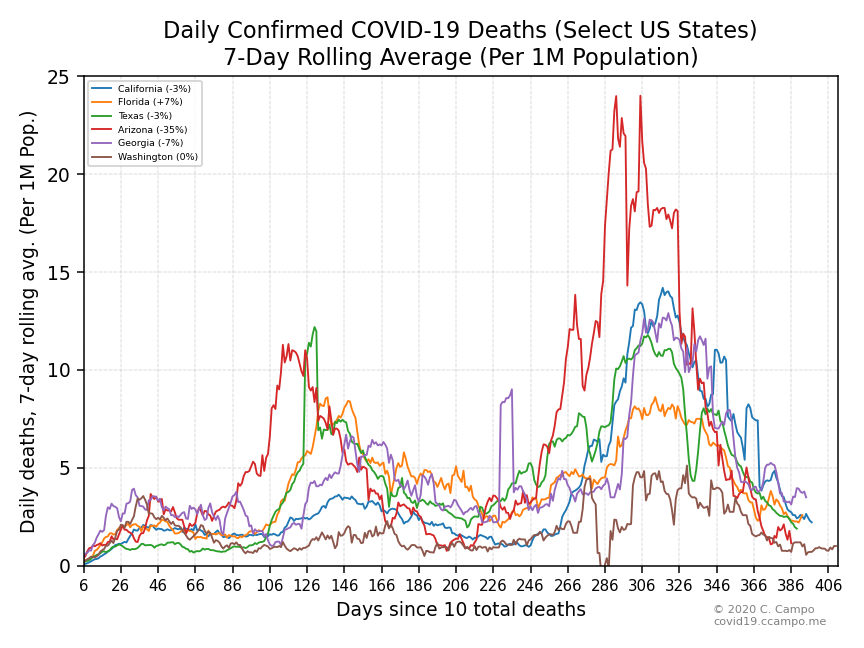 Daily Confirmed COVID-19 Deaths (Select US States)
7-Day Rolling Average (Per 1M Population)
Daily deaths, 7-day rolling avg. (Per 1M Pop.)
25
20
15
10
5
0
California (-3%)
Florida (+7%)
Texas (-3%)
Arizona (-35%)
Georgia (-7%)
Washington (0%)
6 26 46 66 86 106 126 146 166 186 206 226 246 266 286 306 326 346 366 386 406
Days since 10 total deaths
© 2020 C. Campo
covid19.ccampo.me